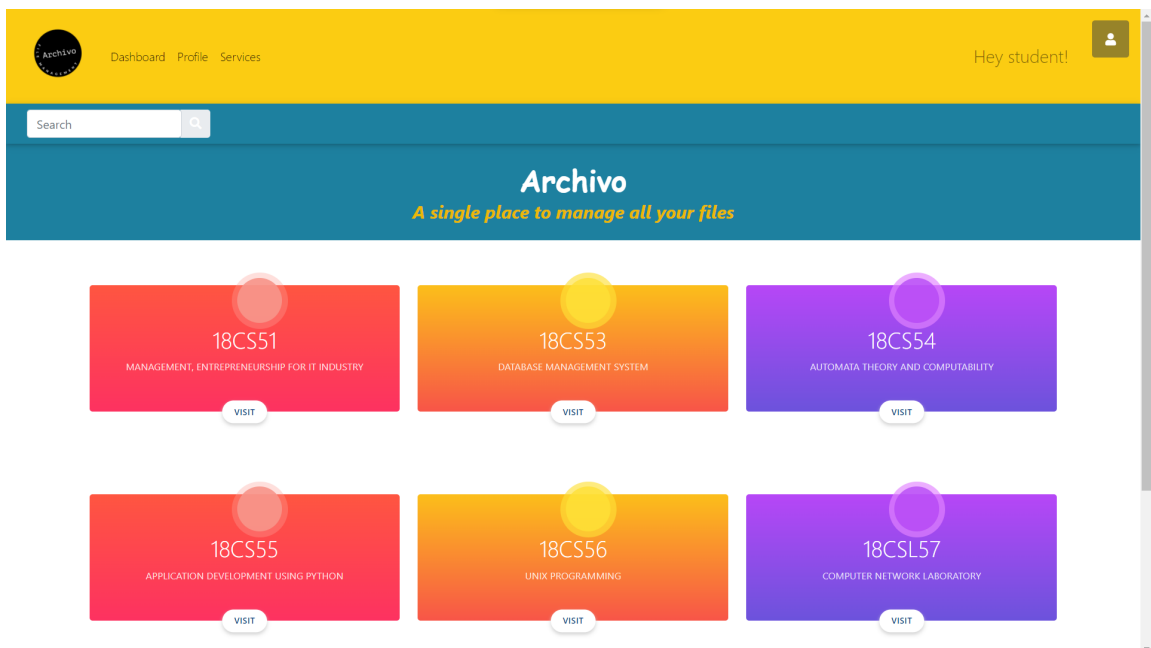 Archivo
Dashboard Profile Services
Hey student!
Search
Archivo
A single place to manage all your files
18CS51
MANAGEMENT, ENTREPRENEURSHIP FOR IT INDUSTRY
VISIT
18CS53
DATABASE MANAGEMENT SYSTEM
VISIT
18CS54
AUTOMATA THEORY AND COMPUTABILITY
VISIT
18CS55
APPLICATION DEVELOPMENT USING PYTHON
VISIT
18CS56
UNIX PROGRAMMING
VISIT
18CSL57
COMPUTER NETWORK LABORATORY
VISIT